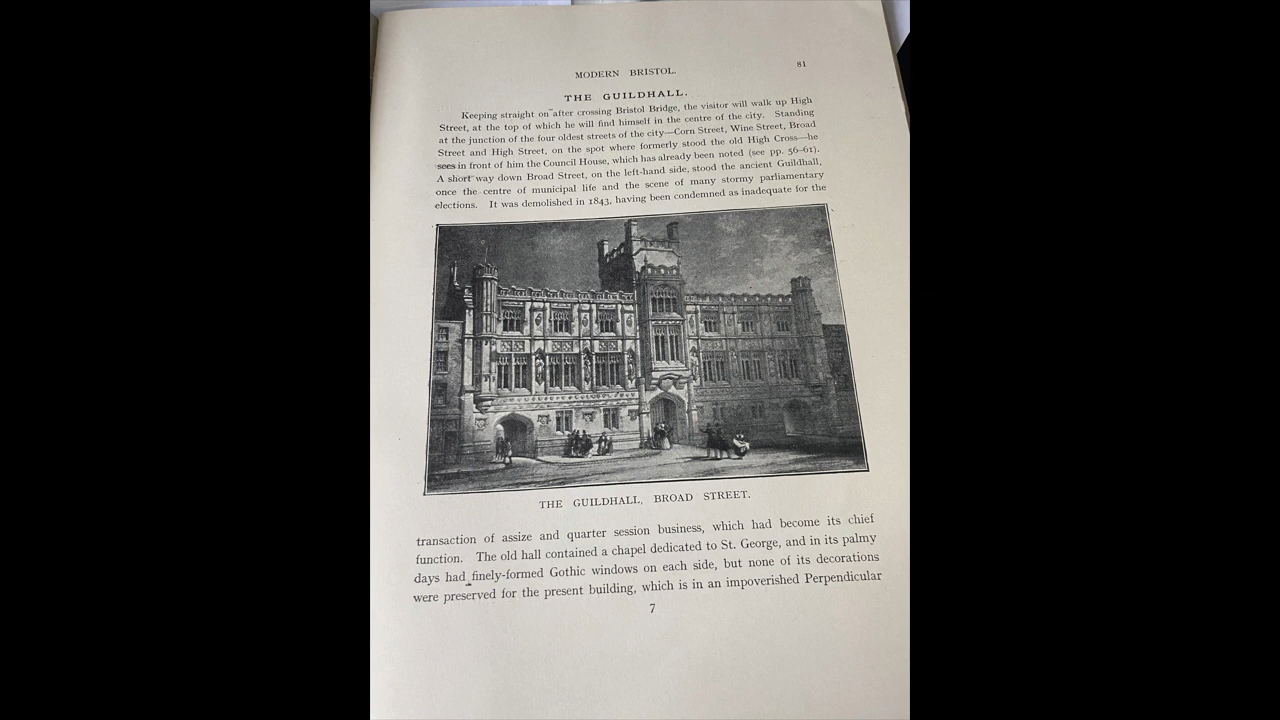 MODERN BRISTOL. 81
THE GUILDHALL.
Keeping straight on after crossing Bristol Bridge, the visitor will walk up High
Street, at the top of which he will find himself in the centre of the city. Standing
at the junction of the four oldest streets of the city—Corn Street, Wine Street, Broad
Street and High Street, on the spot where formerly stood the old High Cross—he
sees in front of him the Council House, which has already been noted (see pp. 56-61).
A short way down Broad Street, on the left-hand side, stood the ancient Guildhall,
once the centre of municipal life and the scene of many stormy parliamentary
elections. It was demolished in 1843, having been condemned as inadequate for the
THE GUILDHALL, BROAD STREET.
transaction of assize and quarter session business, which had become its chief
function. The old hall contained a chapel dedicated to St. George, and in its palmy
days had finely-formed Gothic windows on each side, but none of its decorations
were preserved for the present building, which is in an impoverished Perpendicular
7